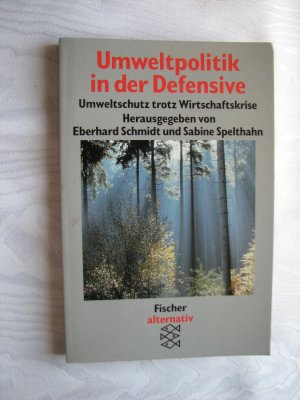 Umweltpolitik
in der Defensive
Umweltschutz trotz Wirtschaftskrise
Herausgegeben von
Eberhard Schmidt und Sabine Spelthahn
Fischer
alternativ